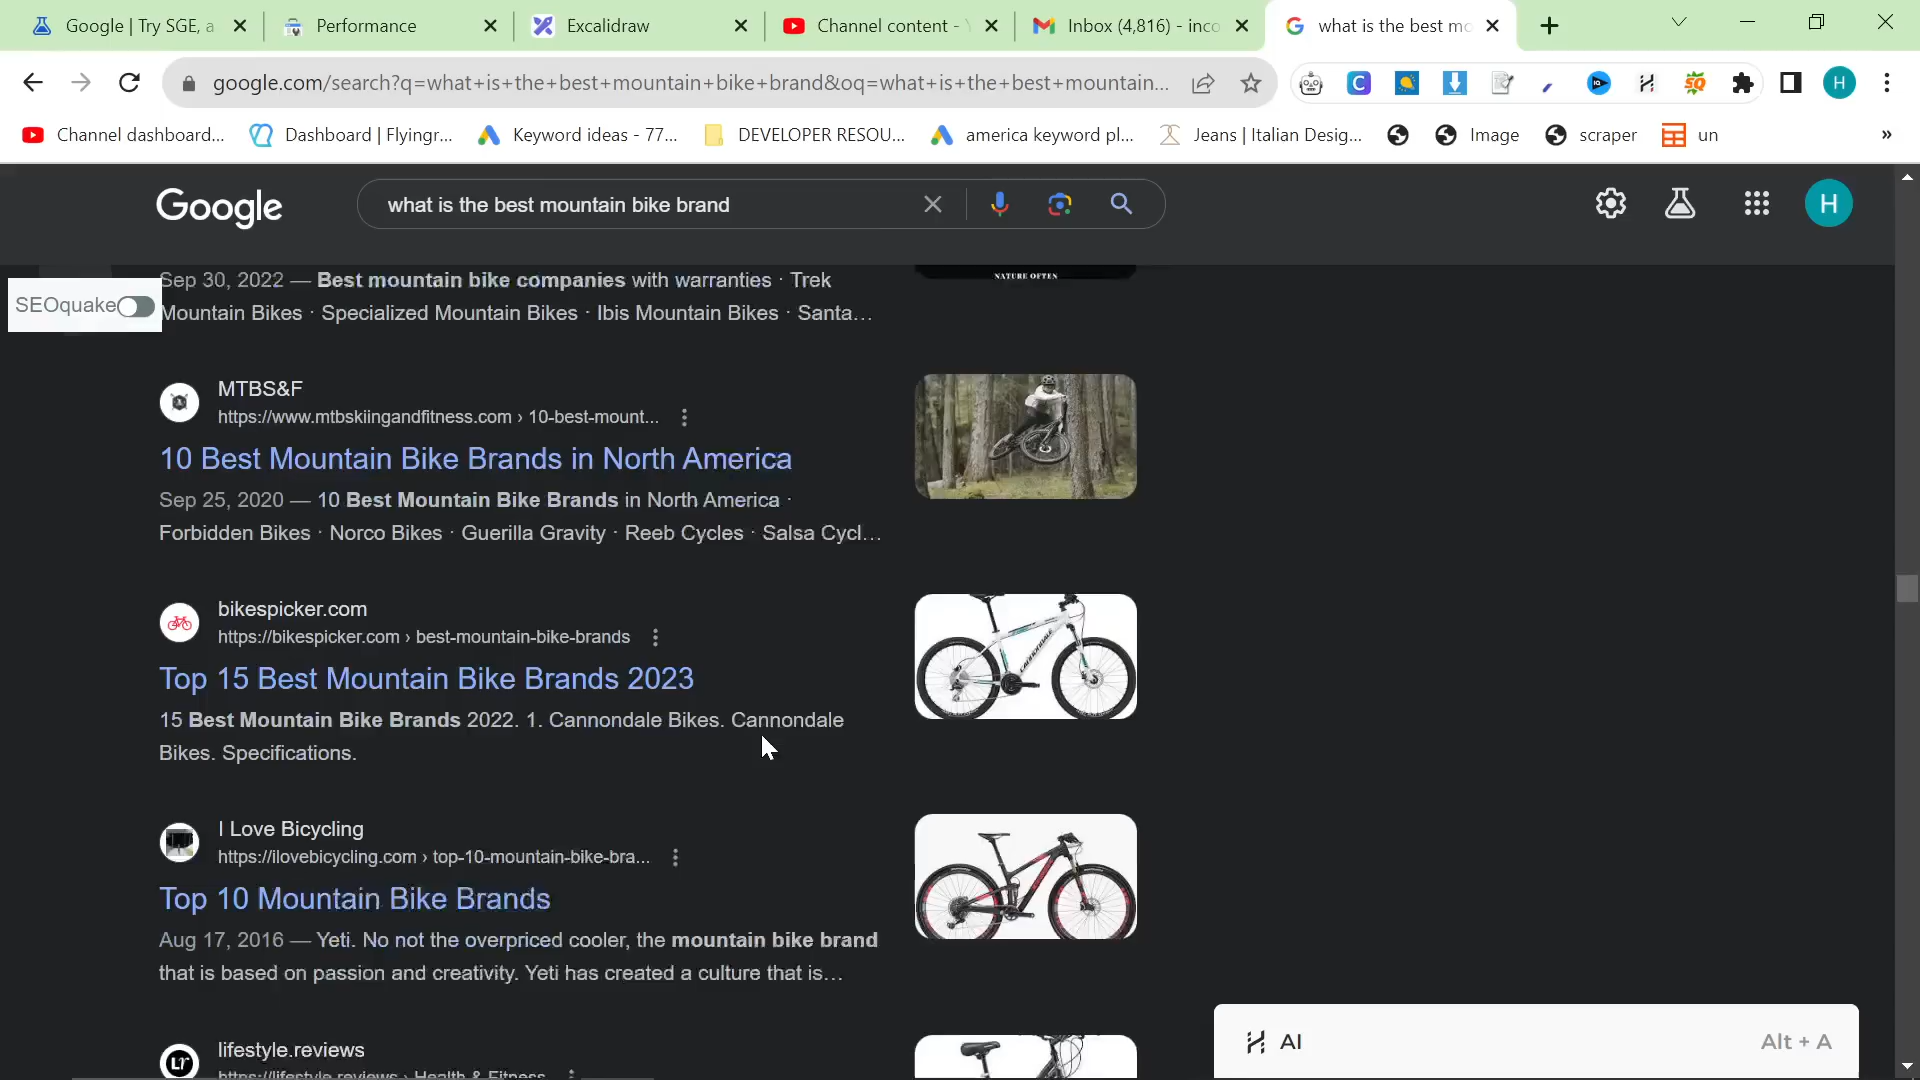 Google | Try SGE, a
Performance
Excalidraw
Channel content -
Inbox (4,816) - inco
what is the best mo
google.com/search?q=what+is+the+best+mountain+bike+brand&oq=what+is+the+best+mountain...
Channel dashboard...
Dashboard | Flyingr...
Keyword ideas - 77...
DEVELOPER RESOU...
america keyword pl...
Jeans | Italian Desig...
Image
scraper
un
»
Google
what is the best mountain bike brand
H
H
SEOquake
Sep 30, 2022 — Best mountain bike companies with warranties · Trek
Mountain Bikes · Specialized Mountain Bikes · Ibis Mountain Bikes · Santa...
NATURE OFTEN
MTBS&F
https://www.mtbskiingandfitness.com › 10-best-mount...
10 Best Mountain Bike Brands in North America
Sep 25, 2020 — 10 Best Mountain Bike Brands in North America ·
Forbidden Bikes · Norco Bikes · Guerilla Gravity · Reeb Cycles · Salsa Cycl...
bikespicker.com
https://bikespicker.com › best-mountain-bike-brands
Top 15 Best Mountain Bike Brands 2023
15 Best Mountain Bike Brands 2022. 1. Cannondale Bikes. Cannondale
Bikes. Specifications.
I Love Bicycling
https://ilovebicycling.com › top-10-mountain-bike-bra...
Top 10 Mountain Bike Brands
Aug 17, 2016 — Yeti. No not the overpriced cooler, the mountain bike brand
that is based on passion and creativity. Yeti has created a culture that is...
lifestyle.reviews
https://lifestyle.reviews › Health & Fitness
Lr
AI
Alt + A